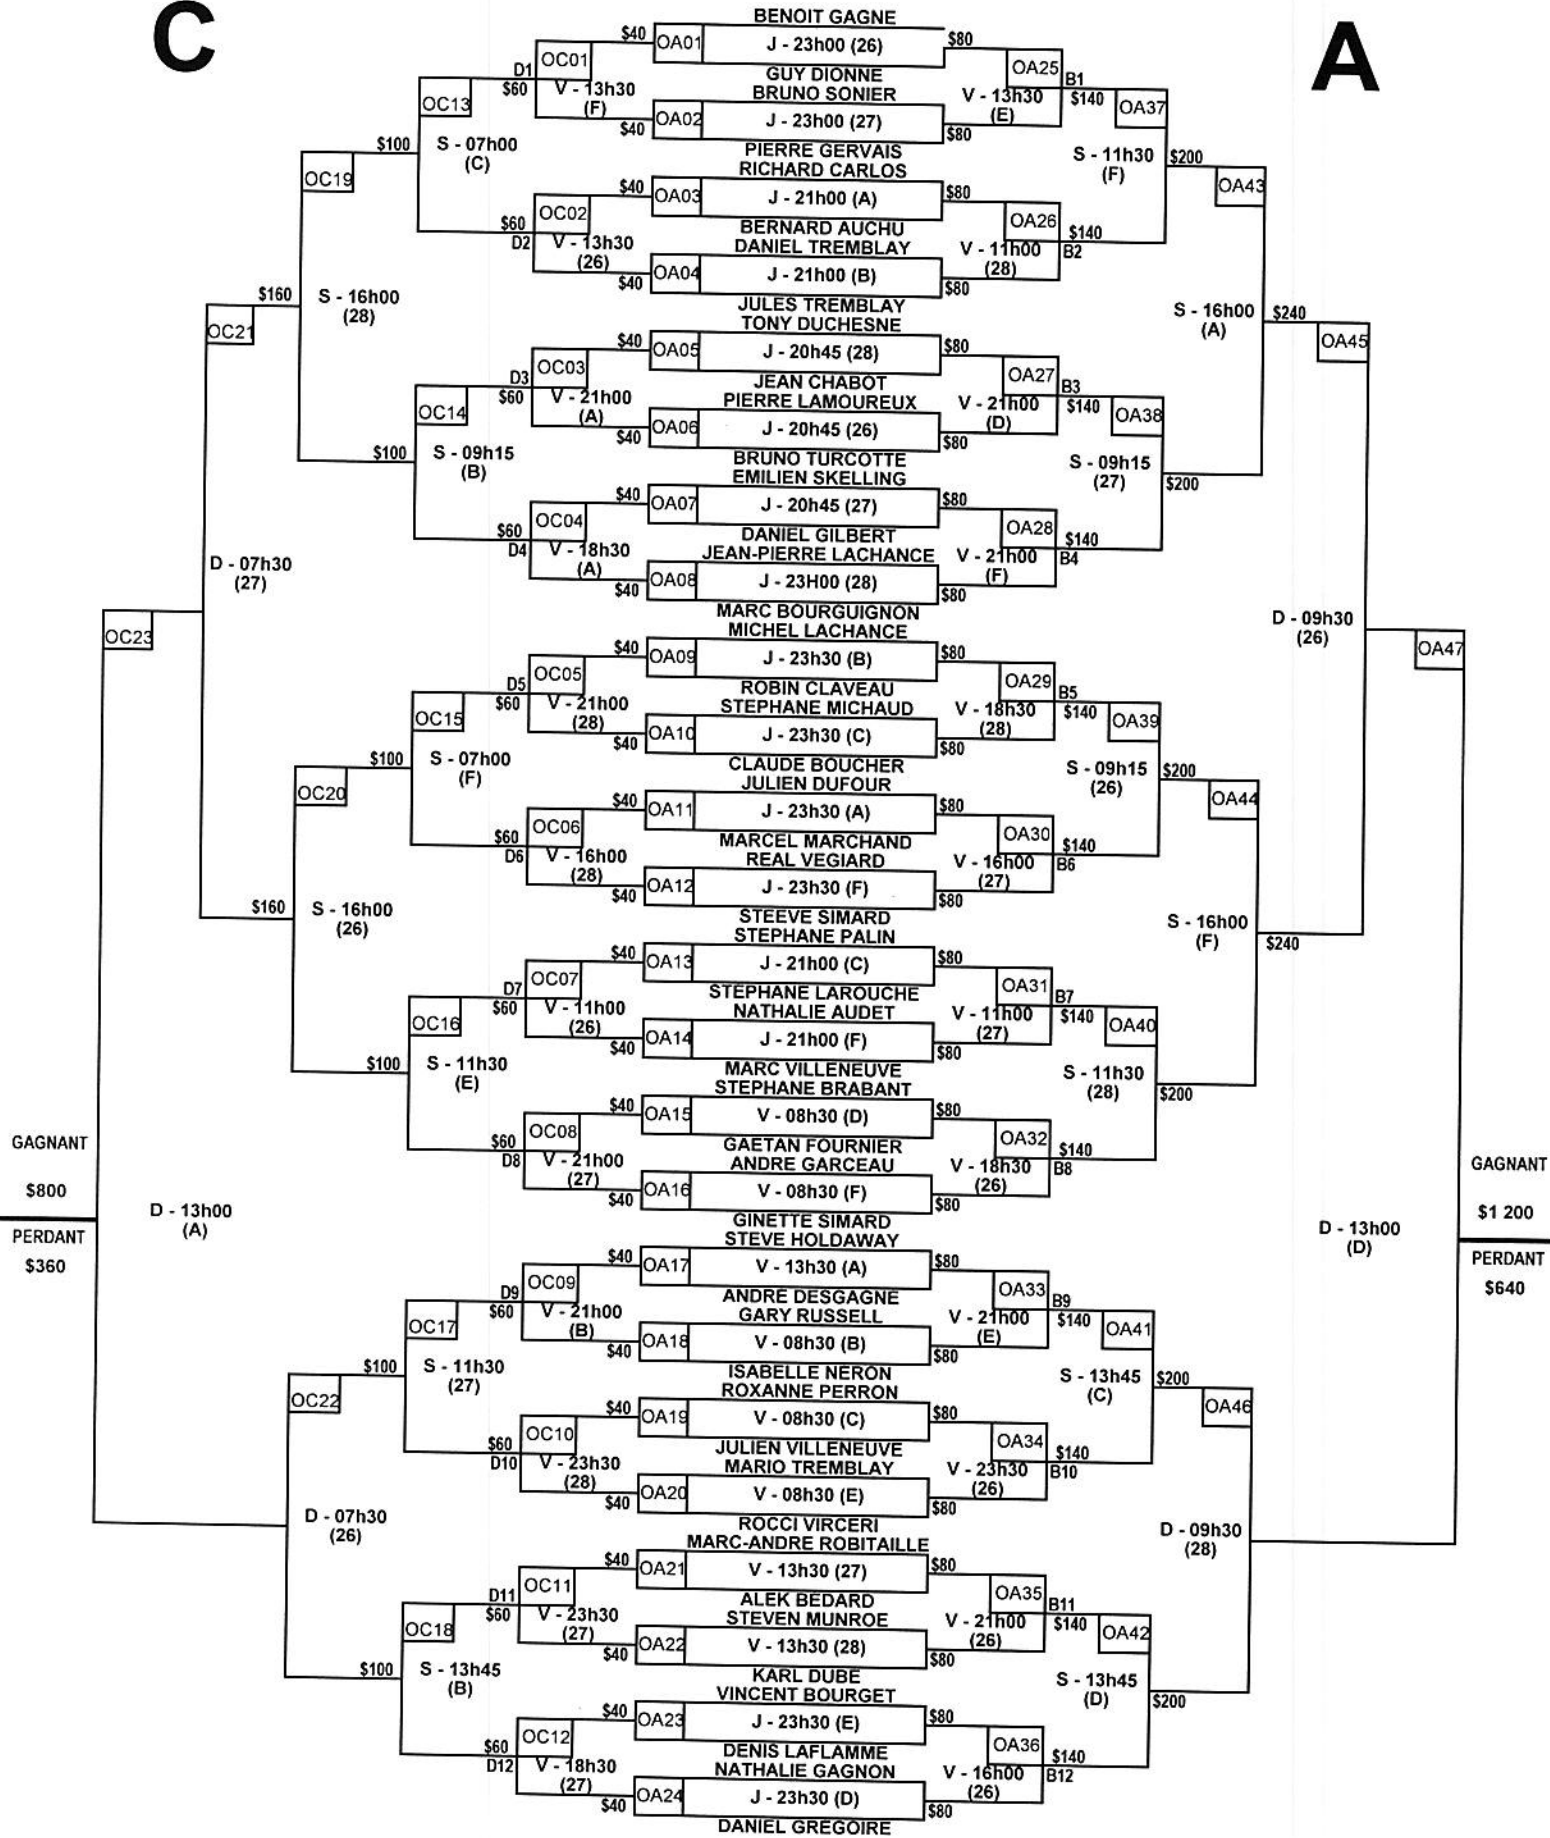 C
A
BENOIT GAGNE
$40 OA01 J - 23h00 (26) $80
GUY DIONNE
D1 OC01 $60 V - 13h30 (F)
OA25 V - 13h30 (E) B1 $140
BRUNO SONIER
$40 OA02 J - 23h00 (27) $80
PIERRE GERVAIS
OC13 S - 07h00 (C) $100
OA37 S - 11h30 (F) $200
RICHARD CARLOS
$40 OA03 J - 21h00 (A) $80
BERNARD AUCHU
$60 D2 OC02 V - 13h30 (26)
OA26 V - 11h00 (28) $140 B2
DANIEL TREMBLAY
$40 OA04 J - 21h00 (B) $80
JULES TREMBLAY
OC19 S - 16h00 (28) $160
OA43 S - 16h00 (A) $240
TONY DUCHESNE
$40 OA05 J - 20h45 (28) $80
JEAN CHABOT
D3 OC03 $60 V - 21h00 (A)
OA27 V - 21h00 (D) B3 $140
PIERRE LAMOUREUX
$40 OA06 J - 20h45 (26) $80
BRUNO TURCOTTE
OC14 S - 09h15 (B) $100
OA38 S - 09h15 (27) $200
EMILIEN SKELLING
$40 OA07 J - 20h45 (27) $80
DANIEL GILBERT
$60 D4 OC04 V - 18h30 (A)
OA28 V - 21h00 (F) $140 B4
JEAN-PIERRE LACHANCE
$40 OA08 J - 23H00 (28) $80
MARC BOURGUIGNON
OC21 D - 07h30 (27)
OA45 D - 09h30 (26)
MICHEL LACHANCE
$40 OA09 J - 23h30 (B) $80
ROBIN CLAVEAU
D5 OC05 $60 V - 21h00 (28)
OA29 V - 18h30 (28) B5 $140
STEPHANE MICHAUD
$40 OA10 J - 23h30 (C) $80
CLAUDE BOUCHER
OC15 S - 07h00 (F) $100
OA39 S - 09h15 (26) $200
JULIEN DUFOUR
$40 OA11 J - 23h30 (A) $80
MARCEL MARCHAND
$60 D6 OC06 V - 16h00 (28)
OA30 V - 16h00 (27) $140 B6
REAL VEGIARD
$40 OA12 J - 23h30 (F) $80
STEEVE SIMARD
OC20 S - 16h00 (26) $160
OA44 S - 16h00 (F) $240
STEPHANE PALIN
$40 OA13 J - 21h00 (C) $80
STEPHANE LAROUCHE
D7 OC07 $60 V - 11h00 (26)
OA31 V - 11h00 (27) B7 $140
NATHALIE AUDET
$40 OA14 J - 21h00 (F) $80
MARC VILLENEUVE
OC16 S - 11h30 (E) $100
OA40 S - 11h30 (28) $200
STEPHANE BRABANT
$40 OA15 V - 08h30 (D) $80
GAETAN FOURNIER
$60 D8 OC08 V - 21h00 (27)
OA32 V - 18h30 (26) $140 B8
ANDRE GARCEAU
$40 OA16 V - 08h30 (F) $80
GINETTE SIMARD
OC23 D - 13h00 (A)
GAGNANT
$800
PERDANT
$360
OA47 D - 13h00 (D)
GAGNANT
$1 200
PERDANT
$640
STEVE HOLDAWAY
$40 OA17 V - 13h30 (A) $80
ANDRE DESGAGNE
D9 OC09 $60 V - 21h00 (B)
OA33 V - 21h00 (E) B9 $140
GARY RUSSELL
$40 OA18 V - 08h30 (B) $80
ISABELLE NERON
OC17 S - 11h30 (27) $100
OA41 S - 13h45 (C) $200
ROXANNE PERRON
$40 OA19 V - 08h30 (C) $80
JULIEN VILLENEUVE
$60 D10 OC10 V - 23h30 (28)
OA34 V - 23h30 (26) $140 B10
MARIO TREMBLAY
$40 OA20 V - 08h30 (E) $80
ROCCI VIRCERI
OC22 D - 07h30 (26)
OA46 D - 09h30 (28)
MARC-ANDRE ROBITAILLE
$40 OA21 V - 13h30 (27) $80
ALEK BEDARD
D11 OC11 $60 V - 23h30 (27)
OA35 V - 21h00 (26) B11 $140
STEVEN MUNROE
$40 OA22 V - 13h30 (28) $80
KARL DUBE
OC18 S - 13h45 (B) $100
OA42 S - 13h45 (D) $200
VINCENT BOURGET
$40 OA23 J - 23h30 (E) $80
DENIS LAFLAMME
$60 D12 OC12 V - 18h30 (27)
OA36 V - 16h00 (26) $140 B12
NATHALIE GAGNON
$40 OA24 J - 23h30 (D) $80
DANIEL GREGOIRE